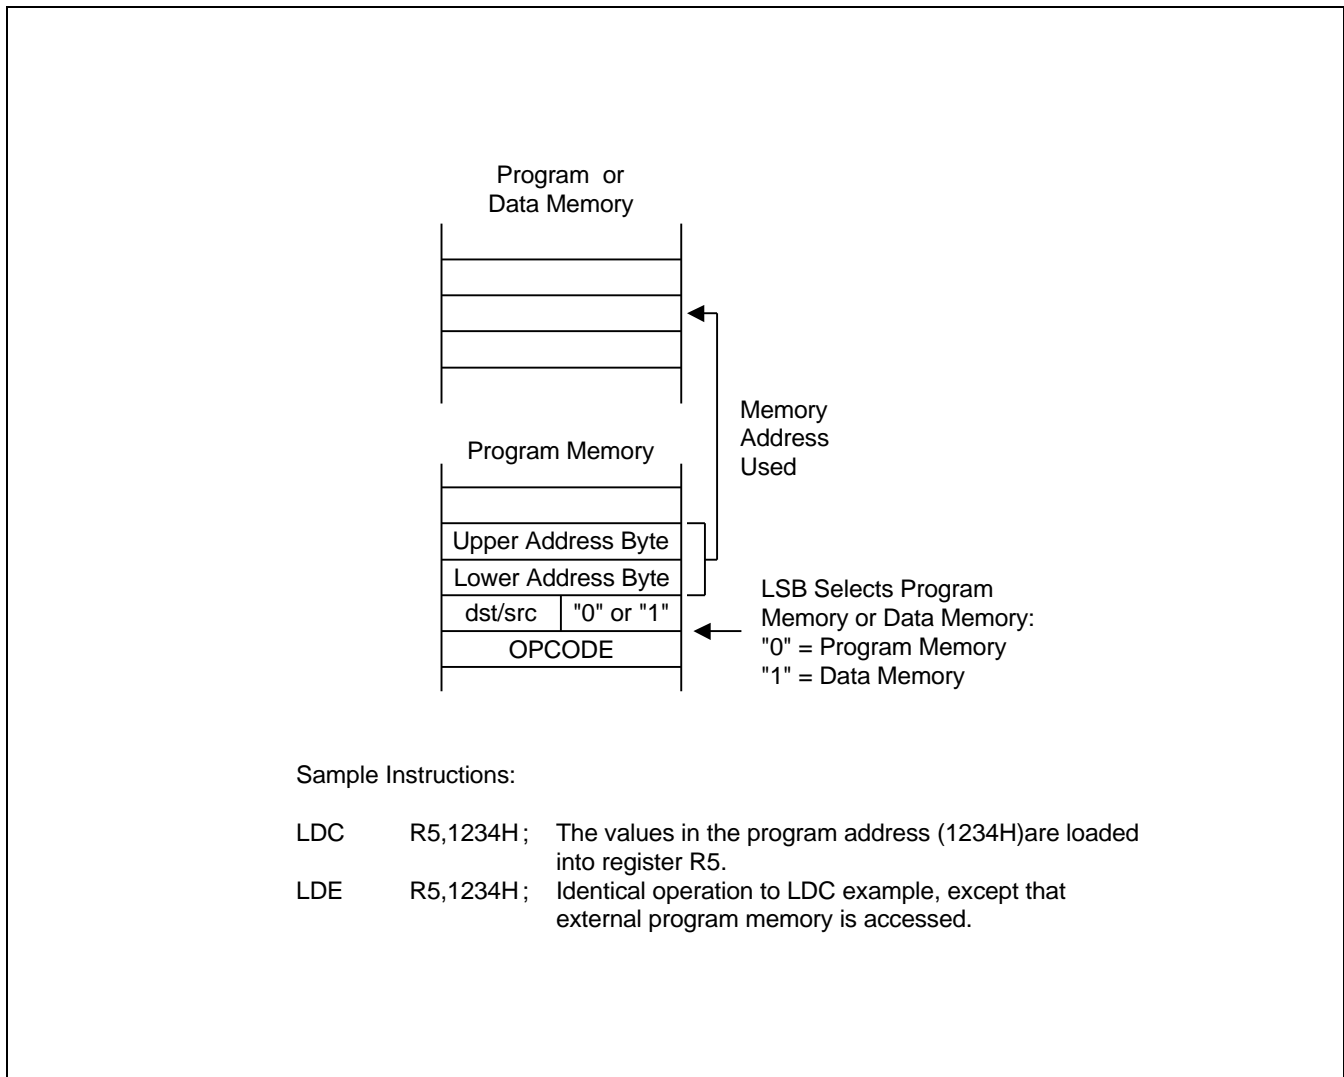 Program or
Data Memory
Memory
Address
Used
Program Memory
Upper Address Byte
Lower Address Byte
dst/src "0" or "1"
OPCODE
LSB Selects Program
Memory or Data Memory:
"0" = Program Memory
"1" = Data Memory
Sample Instructions:
LDC R5,1234H ; The values in the program address (1234H)are loaded
into register R5.
LDE R5,1234H ; Identical operation to LDC example, except that
external program memory is accessed.